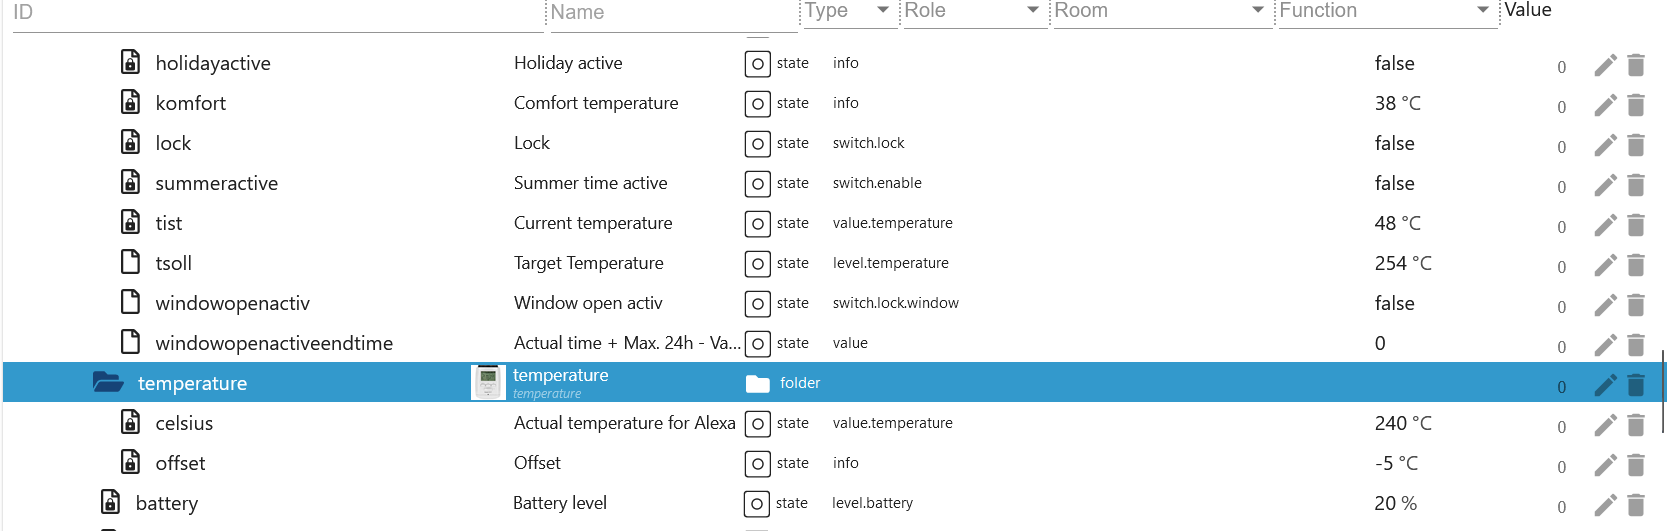 ID Name Type Role Room Function Value
holidayactive Holiday active state info false 0
komfort Comfort temperature state info 38 °C 0
lock Lock state switch.lock false 0
summeractive Summer time active state switch.enable false 0
tist Current temperature state value.temperature 48 °C 0
tsoll Target Temperature state level.temperature 254 °C 0
windowopenactiv Window open activ state switch.lock.window false 0
windowopenactiveendtime Actual time + Max. 24h - Va... state value 0 0
temperature temperature folder 0
temperature
celsius Actual temperature for Alexa state value.temperature 240 °C 0
offset Offset state info -5 °C 0
battery Battery level state level.battery 20 % 0